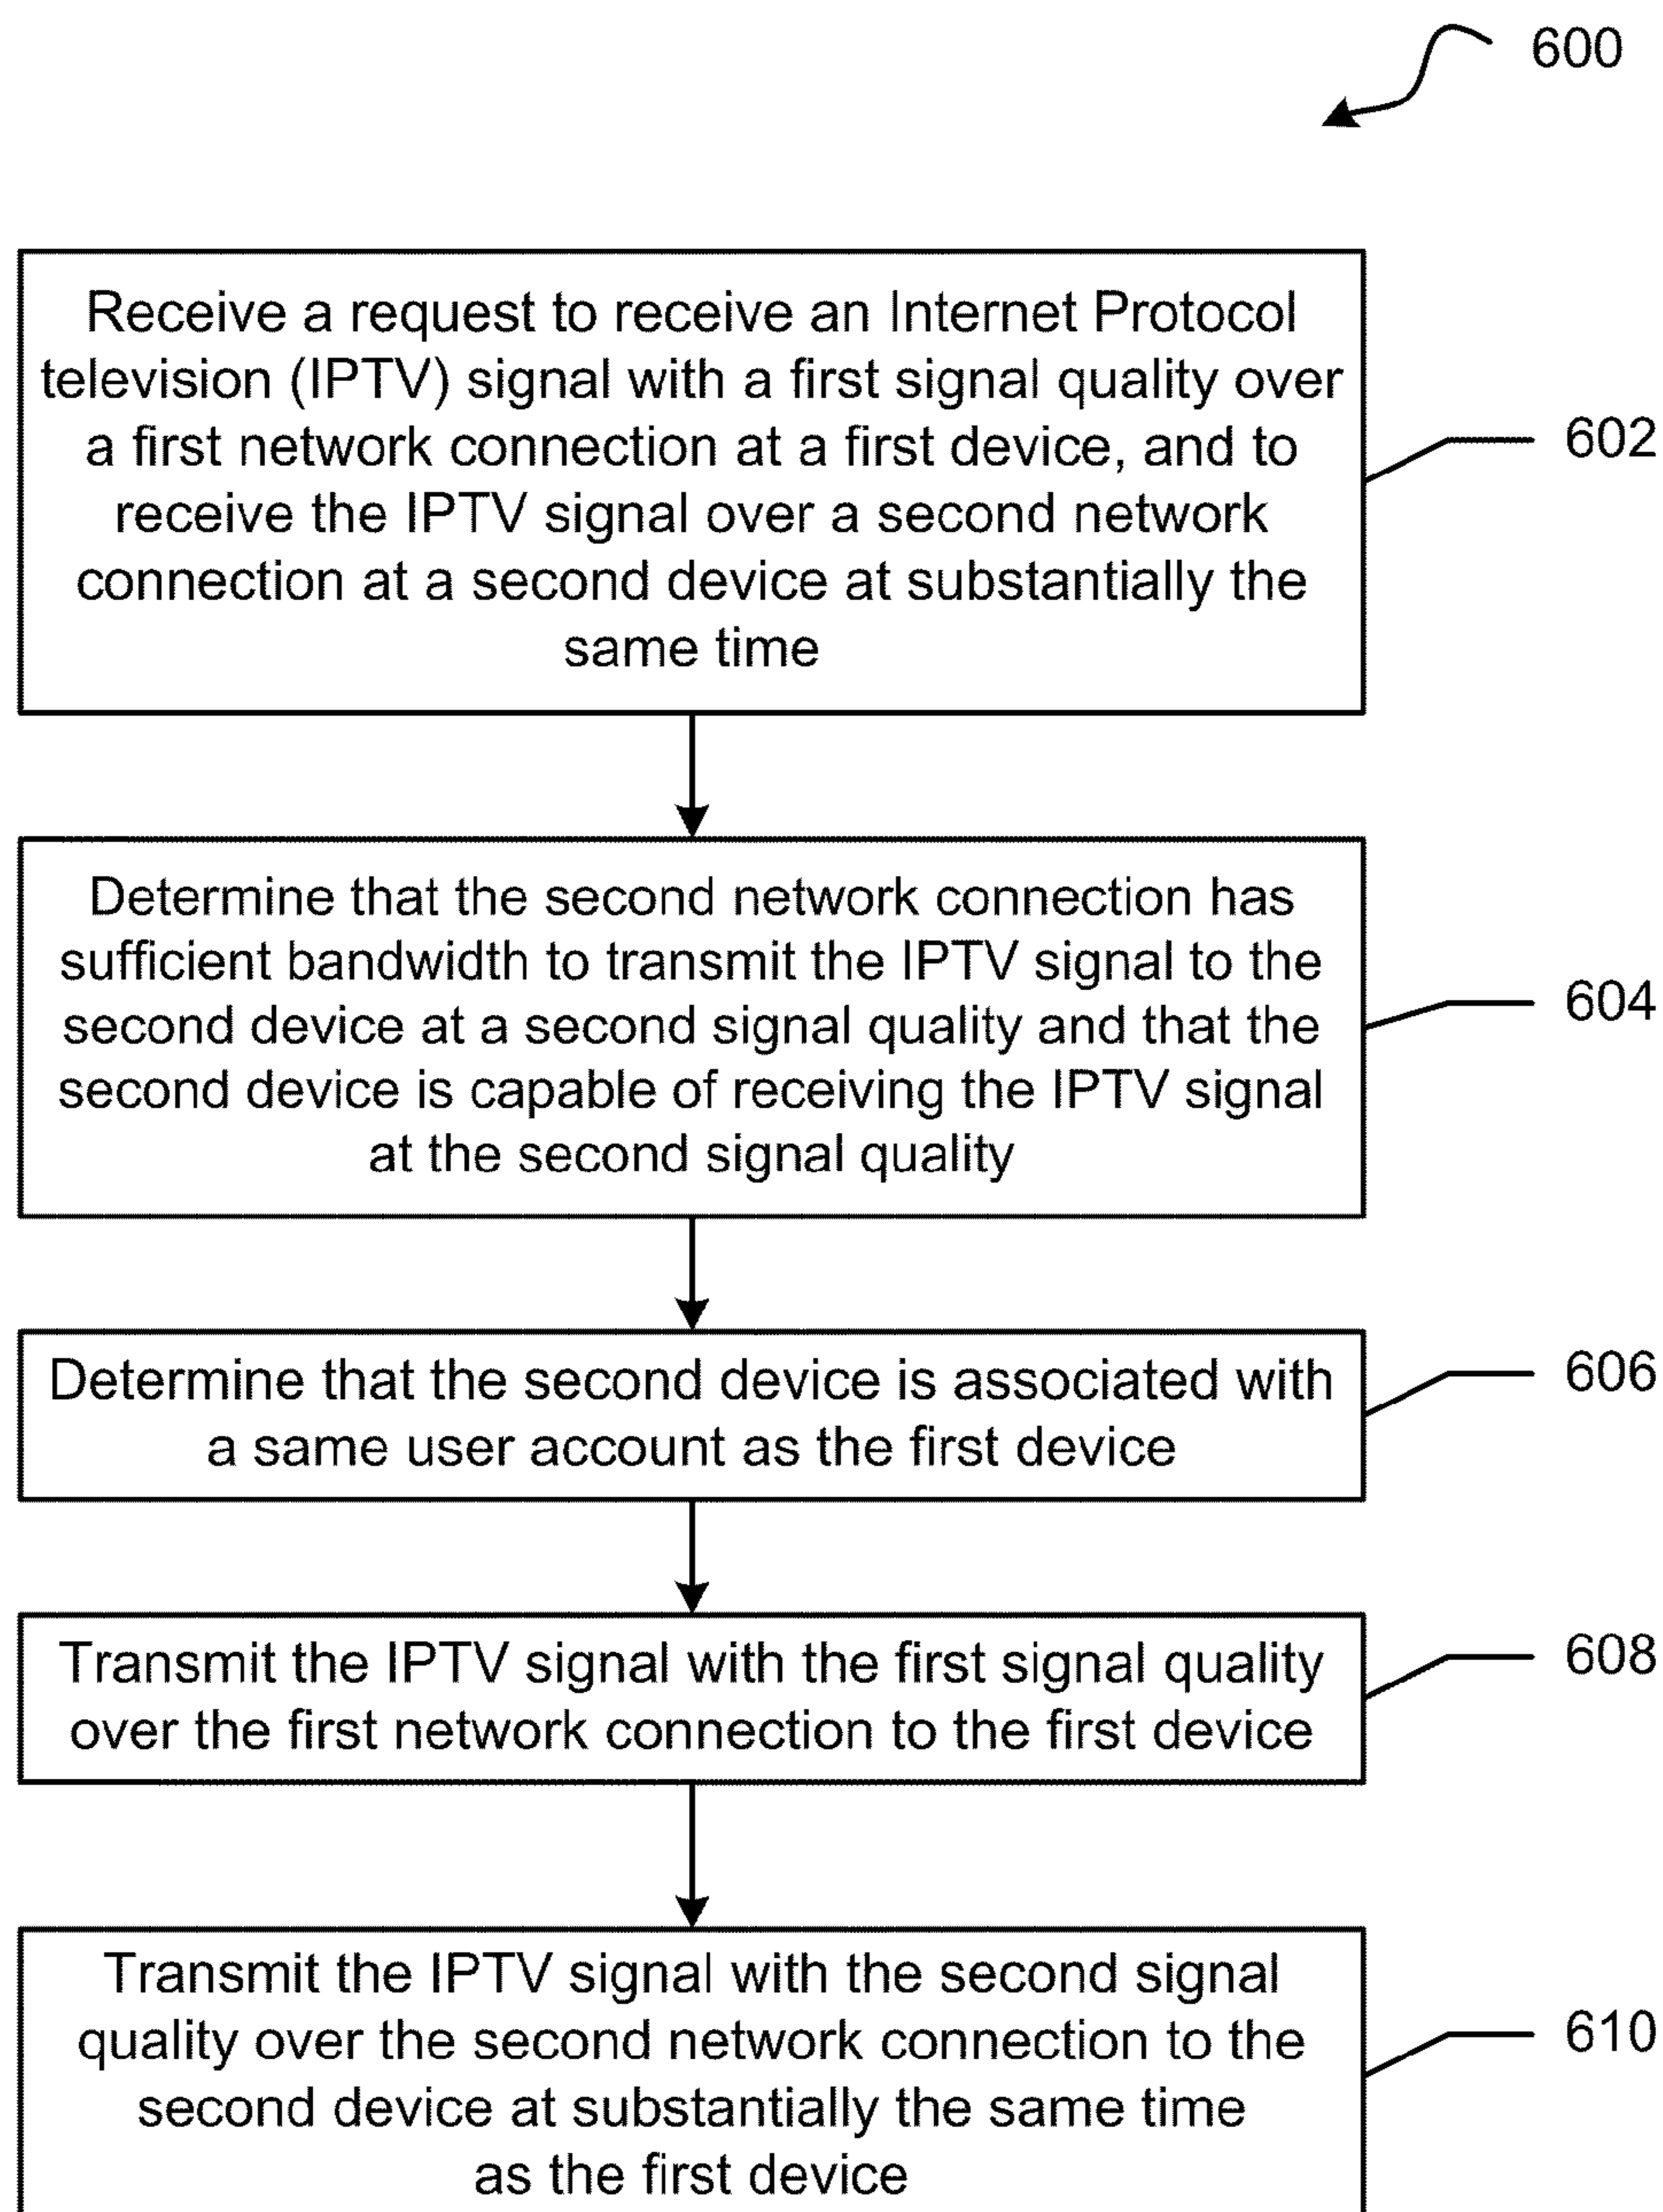 600
Receive a request to receive an Internet Protocol
television (IPTV) signal with a first signal quality over
a first network connection at a first device, and to
receive the IPTV signal over a second network
connection at a second device at substantially the
same time
602
Determine that the second network connection has
sufficient bandwidth to transmit the IPTV signal to the
second device at a second signal quality and that the
second device is capable of receiving the IPTV signal
at the second signal quality
604
Determine that the second device is associated with
a same user account as the first device
606
Transmit the IPTV signal with the first signal quality
over the first network connection to the first device
608
Transmit the IPTV signal with the second signal
quality over the second network connection to the
second device at substantially the same time
as the first device
610